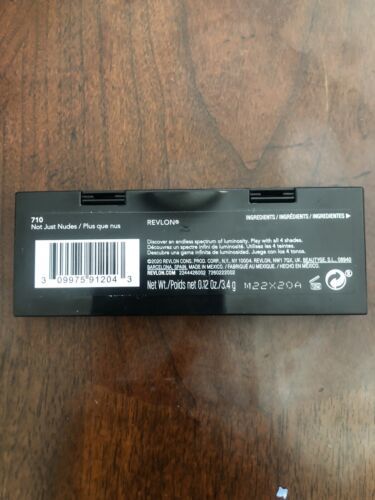 710
Not Just Nudes / Plus que nus
3 09975 91204 3
REVLON®
INGREDIENTS / INGRÉDIENTS / INGREDIENTES
Discover an endless spectrum of luminosity. Play with all 4 shades.
Découvrez un spectre infini de luminosité. Utilisez les 4 teintes.
Descubre una gama infinita de luminosidad. Juega con los 4 tonos.
©2020 REVLON CONS. PROD. CORP., N.Y., NY 10004. REVLON, NW1 7QX, UK. BEAUTYGE, S.L., 08940
BARCELONA, SPAIN. MADE IN MEXICO. / FABRIQUÉ AU MEXIQUE / HECHO EN MÉXICO.
REVLON.COM 2244426002 7260222002
Net Wt./Poids net 0.12 Oz./3.4 g
M22X20A